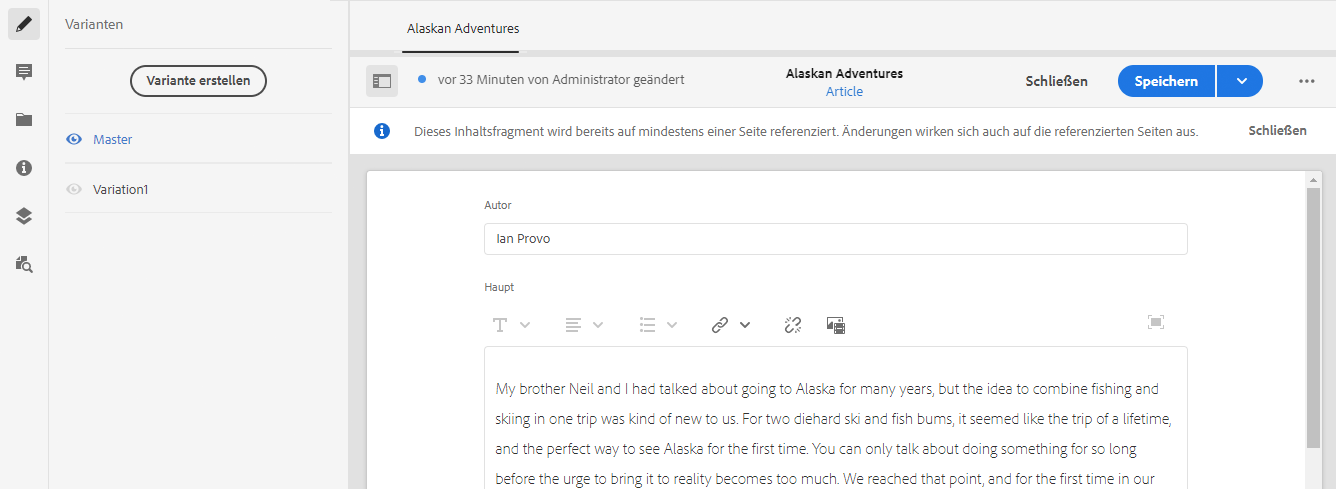 Varianten
Variante erstellen
Master
Variation1
Alaskan Adventures
vor 33 Minuten von Administrator geändert
Alaskan Adventures
Article
Schließen
Speichern
Dieses Inhaltsfragment wird bereits auf mindestens einer Seite referenziert. Änderungen wirken sich auch auf die referenzierten Seiten aus.
Schließen
Autor
Ian Provo
Haupt
My brother Neil and I had talked about going to Alaska for many years, but the idea to combine fishing and
skiing in one trip was kind of new to us. For two diehard ski and fish bums, it seemed like the trip of a lifetime,
and the perfect way to see Alaska for the first time. You can only talk about doing something for so long
before the urge to bring it to reality becomes too much. We reached that point, and for the first time in our